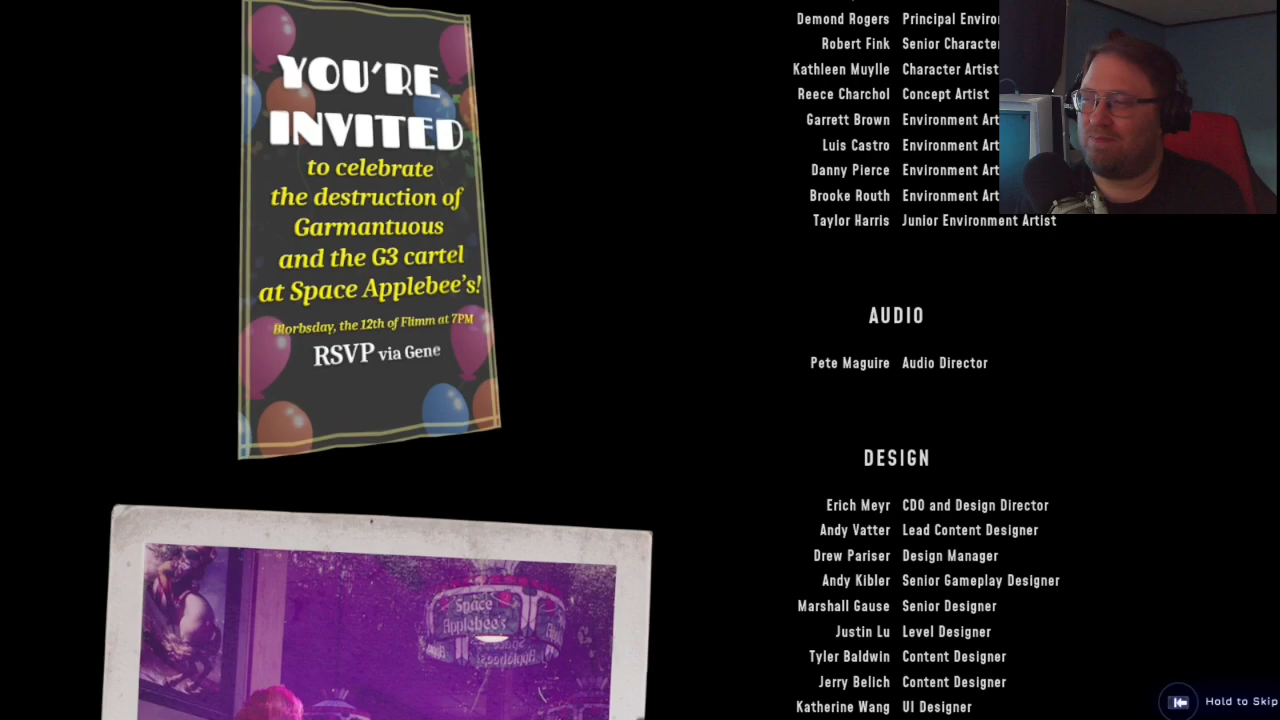 YOU'RE
INVITED
to celebrate
the destruction of
Garmantuous
and the G3 cartel
at Space Applebee's!
Blorbsday, the 12th of Flimm at 7PM
RSVP via Gene
Space
Applebee's
Demond Rogers Principal Enviro
Robert Fink Senior Character
Kathleen Muylle Character Artist
Reece Charchol Concept Artist
Garrett Brown Environment Art
Luis Castro Environment Art
Danny Pierce Environment Art
Brooke Routh Environment Art
Taylor Harris Junior Environment Artist
AUDIO
Pete Maguire Audio Director
DESIGN
Erich Meyr CDO and Design Director
Andy Vatter Lead Content Designer
Drew Pariser Design Manager
Andy Kibler Senior Gameplay Designer
Marshall Gause Senior Designer
Justin Lu Level Designer
Tyler Baldwin Content Designer
Jerry Belich Content Designer
Katherine Wang UI Designer
Hold to Skip